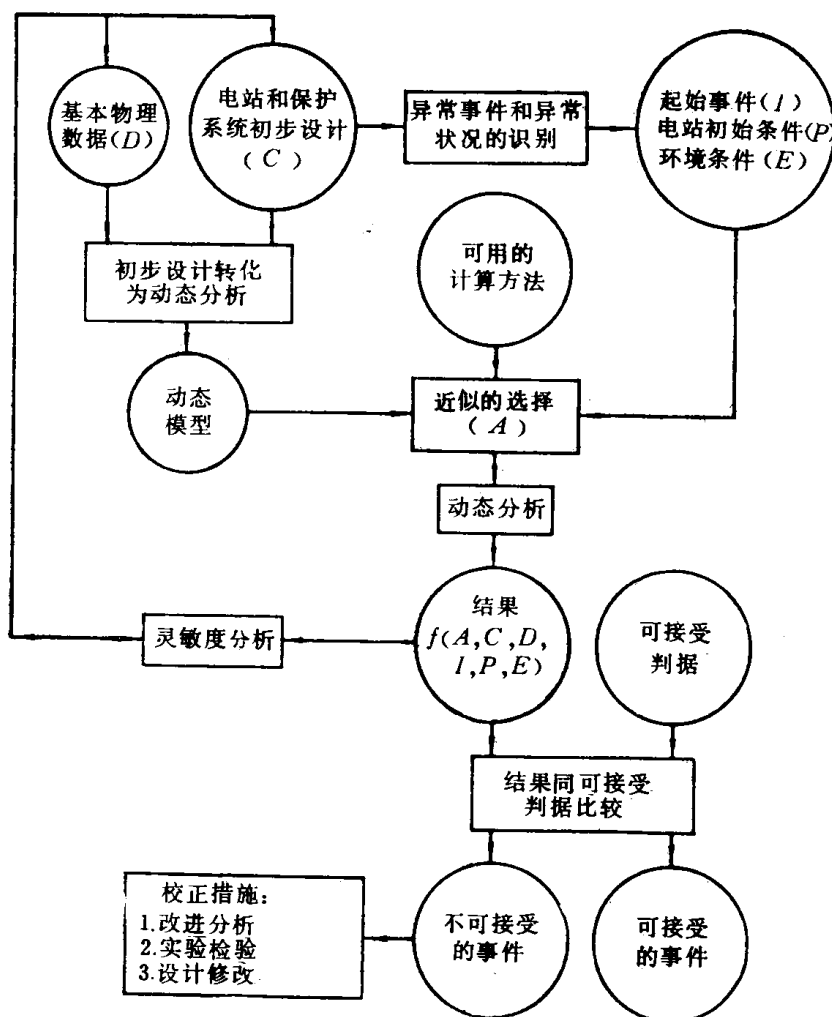 基本物理
数据(D)
电站和保护
系统初步设计
(C)
异常事件和异常
状况的识别
起始事件(I)
电站初始条件(P)
环境条件(E)
初步设计转化
为动态分析
可用的
计算方法
动态
模型
近似的选择
(A)
动态分析
灵敏度分析
结果
f(A,C,D,
I,P,E)
可接受
判据
结果同可接受
判据比较
校正措施:
1.改进分析
2.实验检验
3.设计修改
不可接受
的事件
可接受
的事件